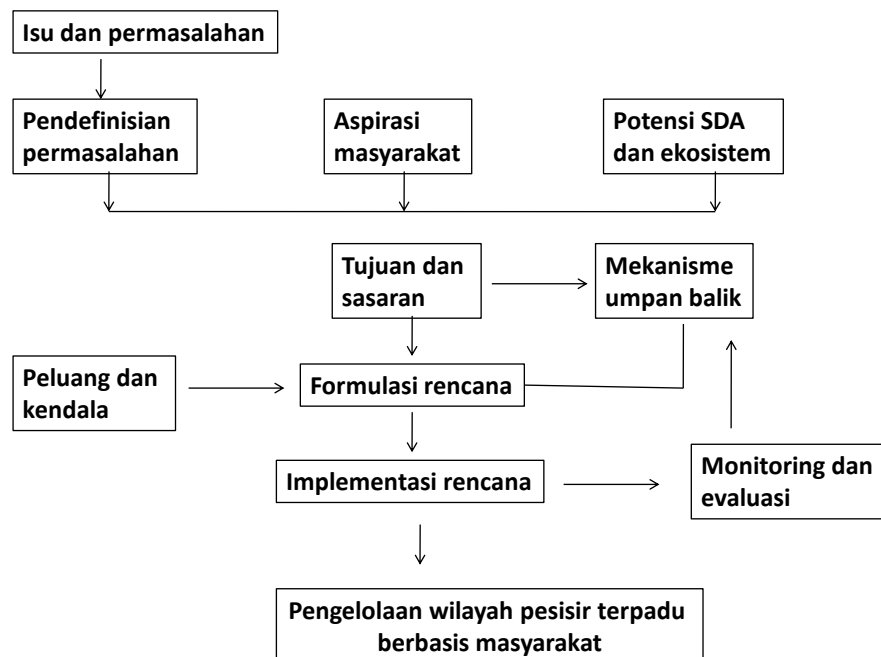 Isu dan permasalahan
Pendefinisian
permasalahan
Aspirasi
masyarakat
Potensi SDA
dan ekosistem
Tujuan dan
sasaran
Mekanisme
umpan balik
Peluang dan
kendala
Formulasi rencana
Implementasi rencana
Monitoring dan
evaluasi
Pengelolaan wilayah pesisir terpadu
berbasis masyarakat